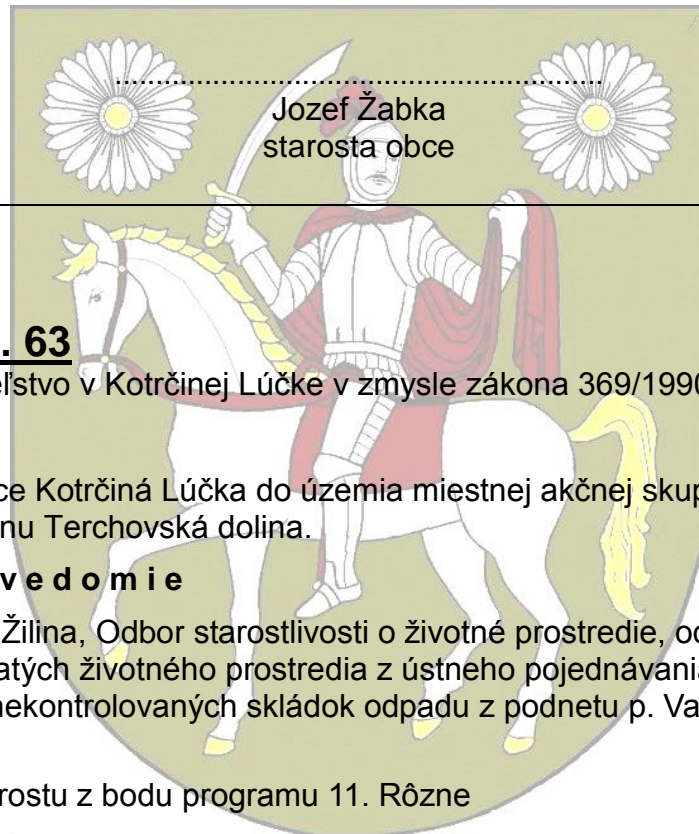 ............................................................
Jozef Žabka
starosta obce
. 63
eľstvo v Kotrčinej Lúčke v zmysle zákona 369/1990
ce Kotrčiná Lúčka do územia miestnej akčnej skup
nu Terchovská dolina.
v e d o m i e
Žilina, Odbor starostlivosti o životné prostredie, oc
atých životného prostredia z ústneho pojednávania
nekontrolovaných skládok odpadu z podnetu p. Va
rostu z bodu programu 11. Rôzne